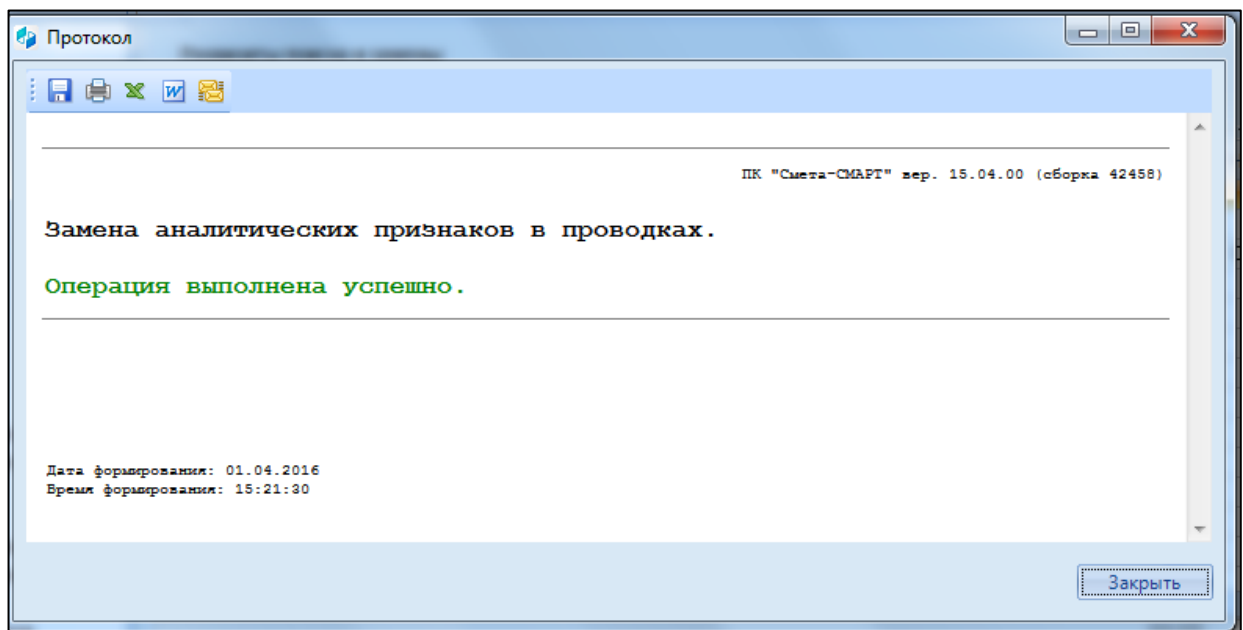 Протокол
ПК "Смета-СМАРТ" вер. 15.04.00 (сборка 42458)
Замена аналитических признаков в проводках.
Операция выполнена успешно.
Дата формирования: 01.04.2016
Время формирования: 15:21:30
Закрыть